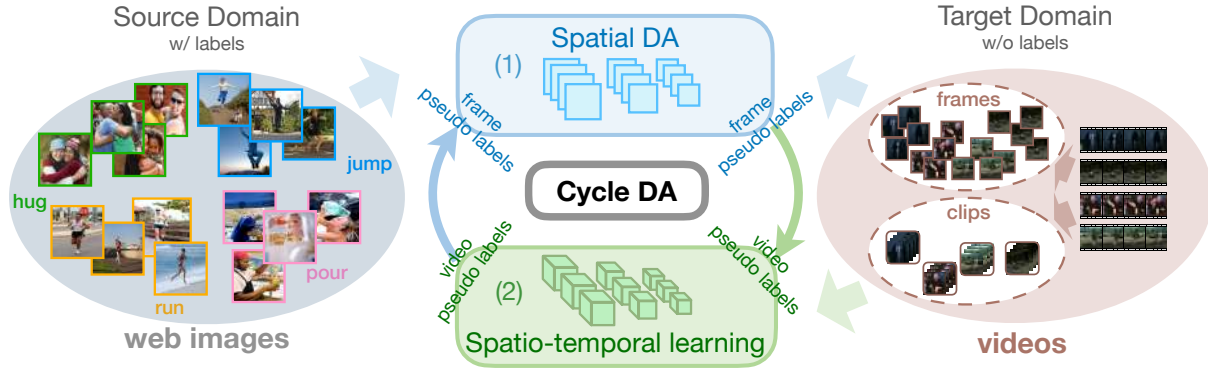 Source Domain
w/ labels
hug
jump
run
pour
web images
Spatial DA
(1)
frame
pseudo labels
frame
pseudo labels
Cycle DA
video
pseudo labels
video
pseudo labels
(2)
Spatio-temporal learning
Target Domain
w/o labels
frames
clips
videos